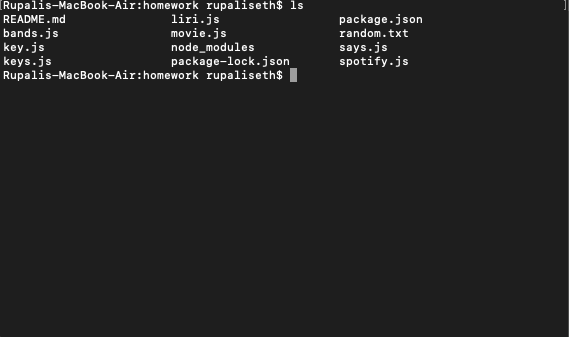 [Rupalis-MacBook-Air:homework rupaliseth$ ls ]
README.md liri.js package.json
bands.js movie.js random.txt
key.js node_modules says.js
keys.js package-lock.json spotify.js
Rupalis-MacBook-Air:homework rupaliseth$